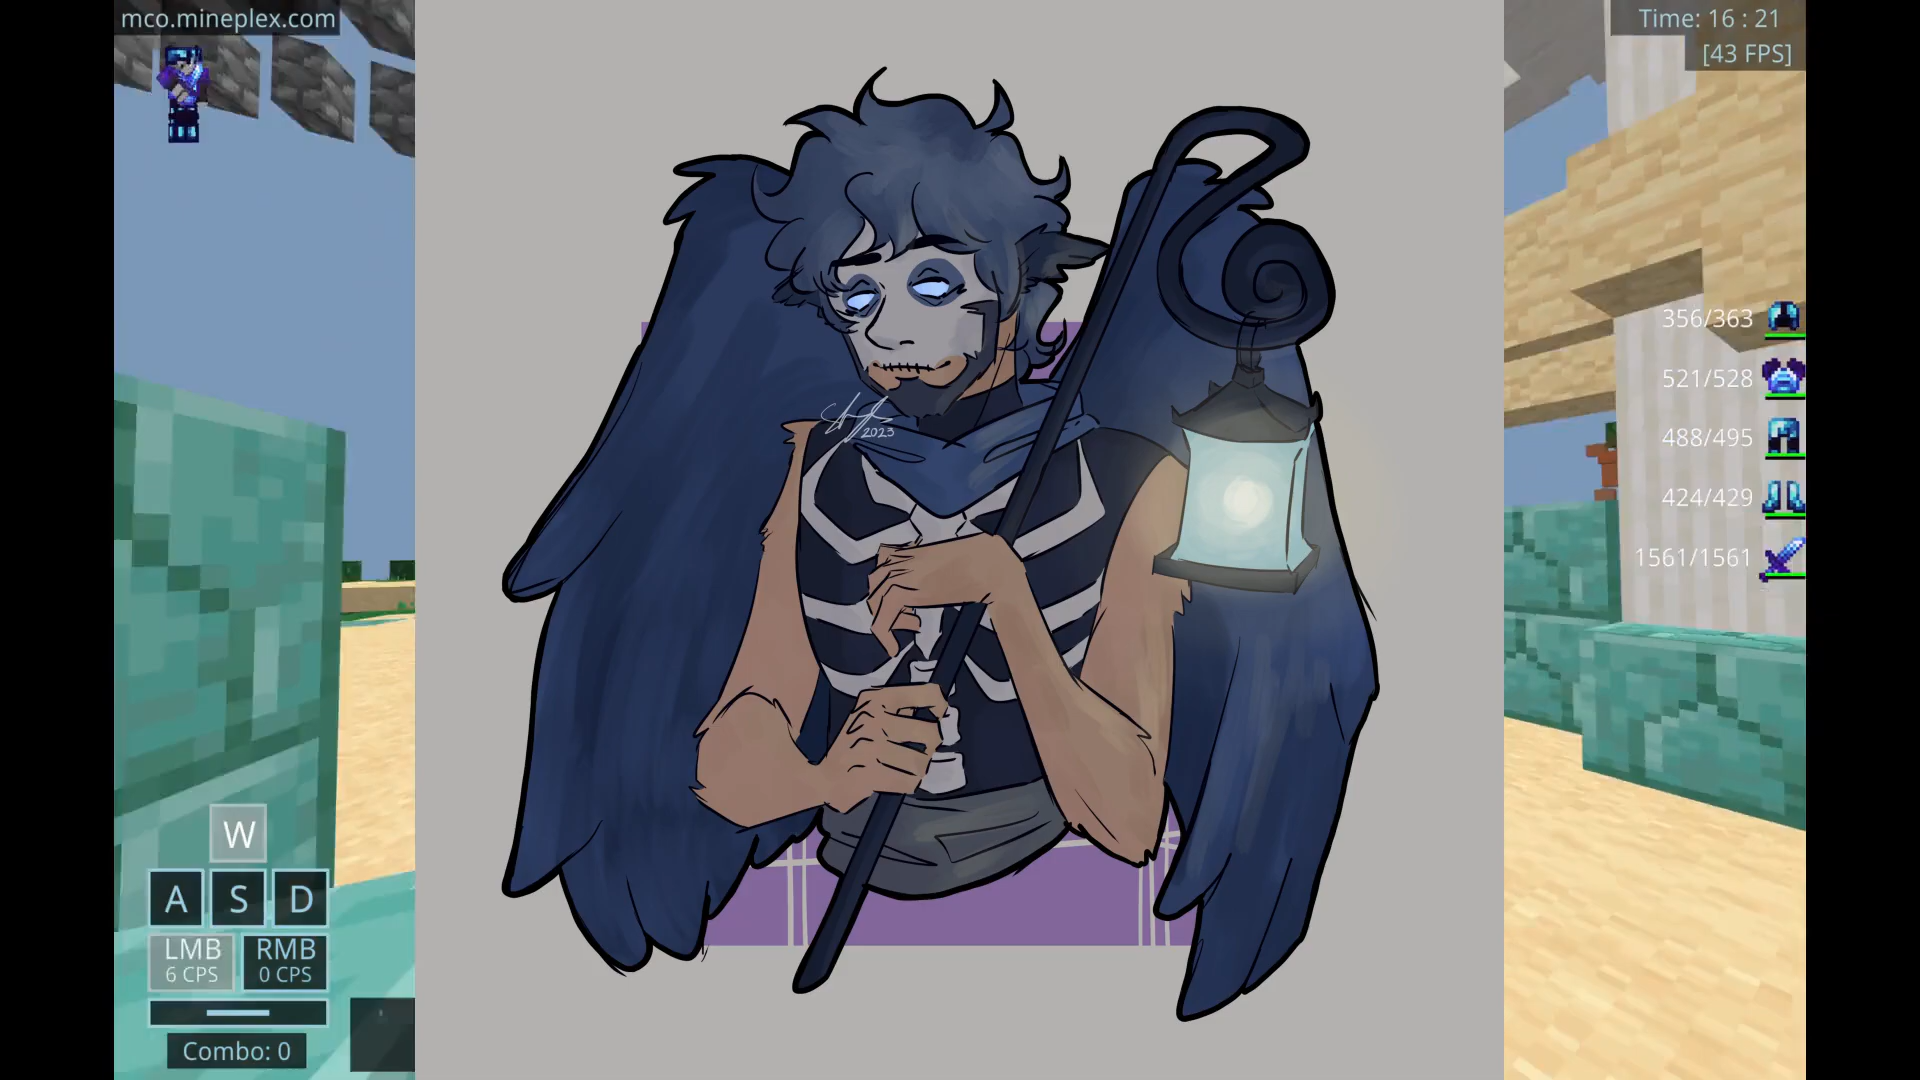 mco.mineplex.com
Time: 16 : 21
[43 FPS]
356/363
521/528
488/495
424/429
1561/1561
2023
W
A S D
LMB RMB
6 CPS 0 CPS
Combo: 0